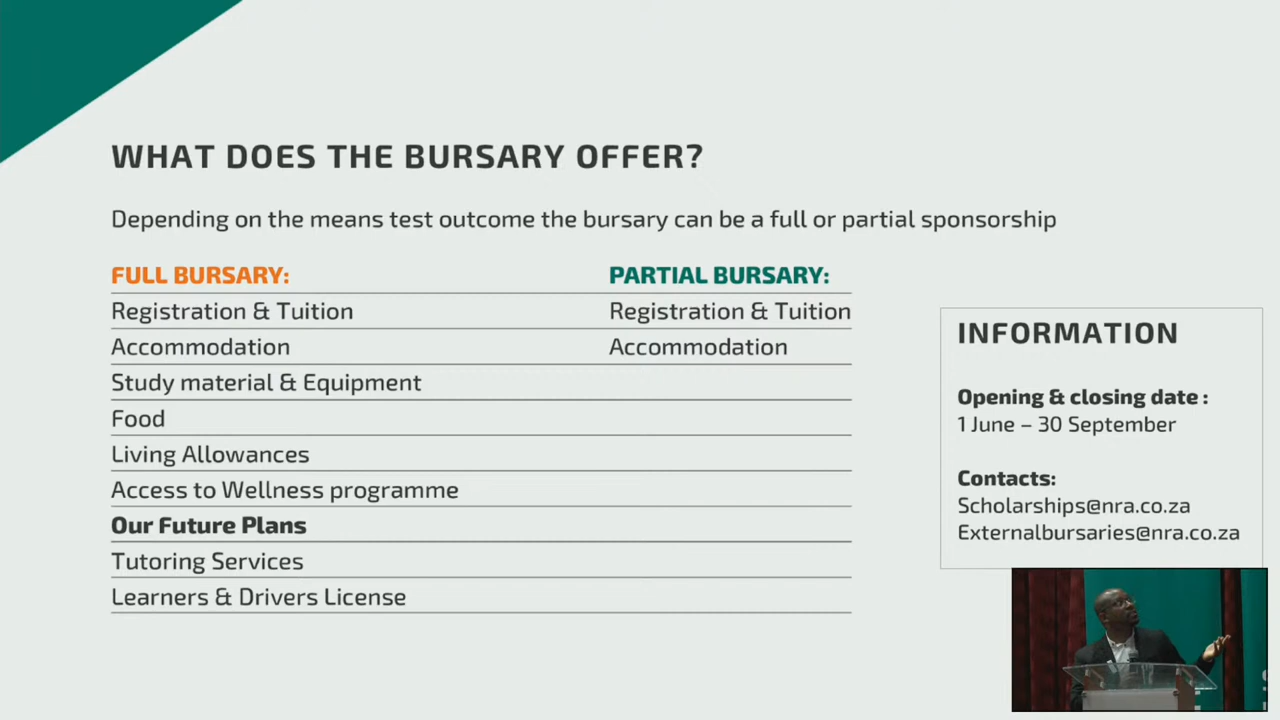 WHAT DOES THE BURSARY OFFER?
Depending on the means test outcome the bursary can be a full or partial sponsorship
FULL BURSARY:
Registration & Tuition
Accommodation
Study material & Equipment
Food
Living Allowances
Access to Wellness programme
Our Future Plans
Tutoring Services
Learners & Drivers License
PARTIAL BURSARY:
Registration & Tuition
Accommodation
INFORMATION
Opening & closing date :
1 June – 30 September
Contacts:
Scholarships@nra.co.za
Externalbursaries@nra.co.za